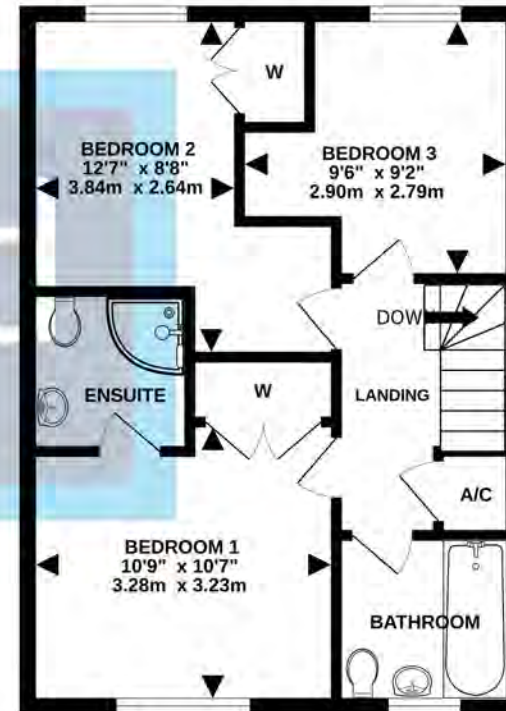 W
BEDROOM 2
12'7" x 8'8"
3.84m x 2.64m
BEDROOM 3
9'6" x 9'2"
2.90m x 2.79m
DOW
ENSUITE
W
LANDING
A/C
BEDROOM 1
10'9" x 10'7"
3.28m x 3.23m
BATHROOM